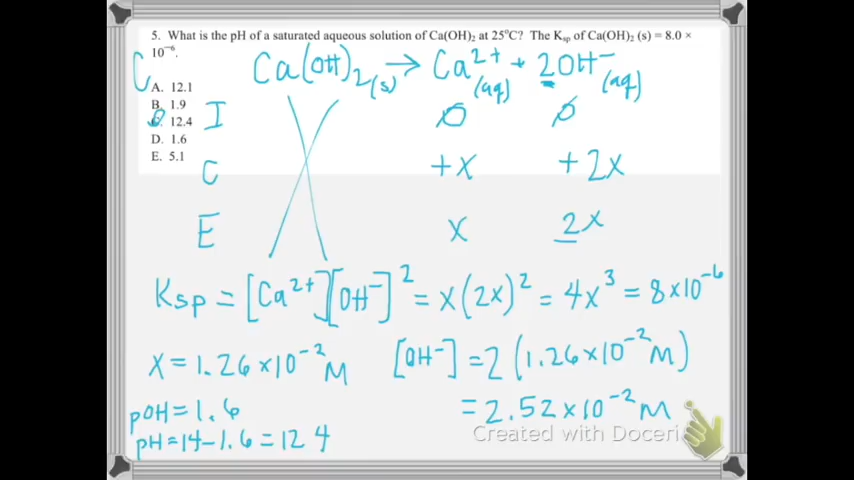 5. What is the pH of a saturated aqueous solution of Ca(OH)₂ at 25°C? The Kₛₚ of Ca(OH)₂ (s) = 8.0 ×
10⁻⁶.
C Ca(OH)₂(s) → Ca²⁺(aq) + 2OH⁻(aq)
A. 12.1
B. 1.9
C. 12.4
D. 1.6
E. 5.1
I 0 0
C +x +2x
E x 2x
Ksp = [Ca²⁺][OH⁻]² = x(2x)² = 4x³ = 8×10⁻⁶
x = 1.26×10⁻² M [OH⁻] = 2(1.26×10⁻² M)
pOH = 1.6 = 2.52×10⁻² M
pH = 14 – 1.6 = 12.4
Created with Doceri